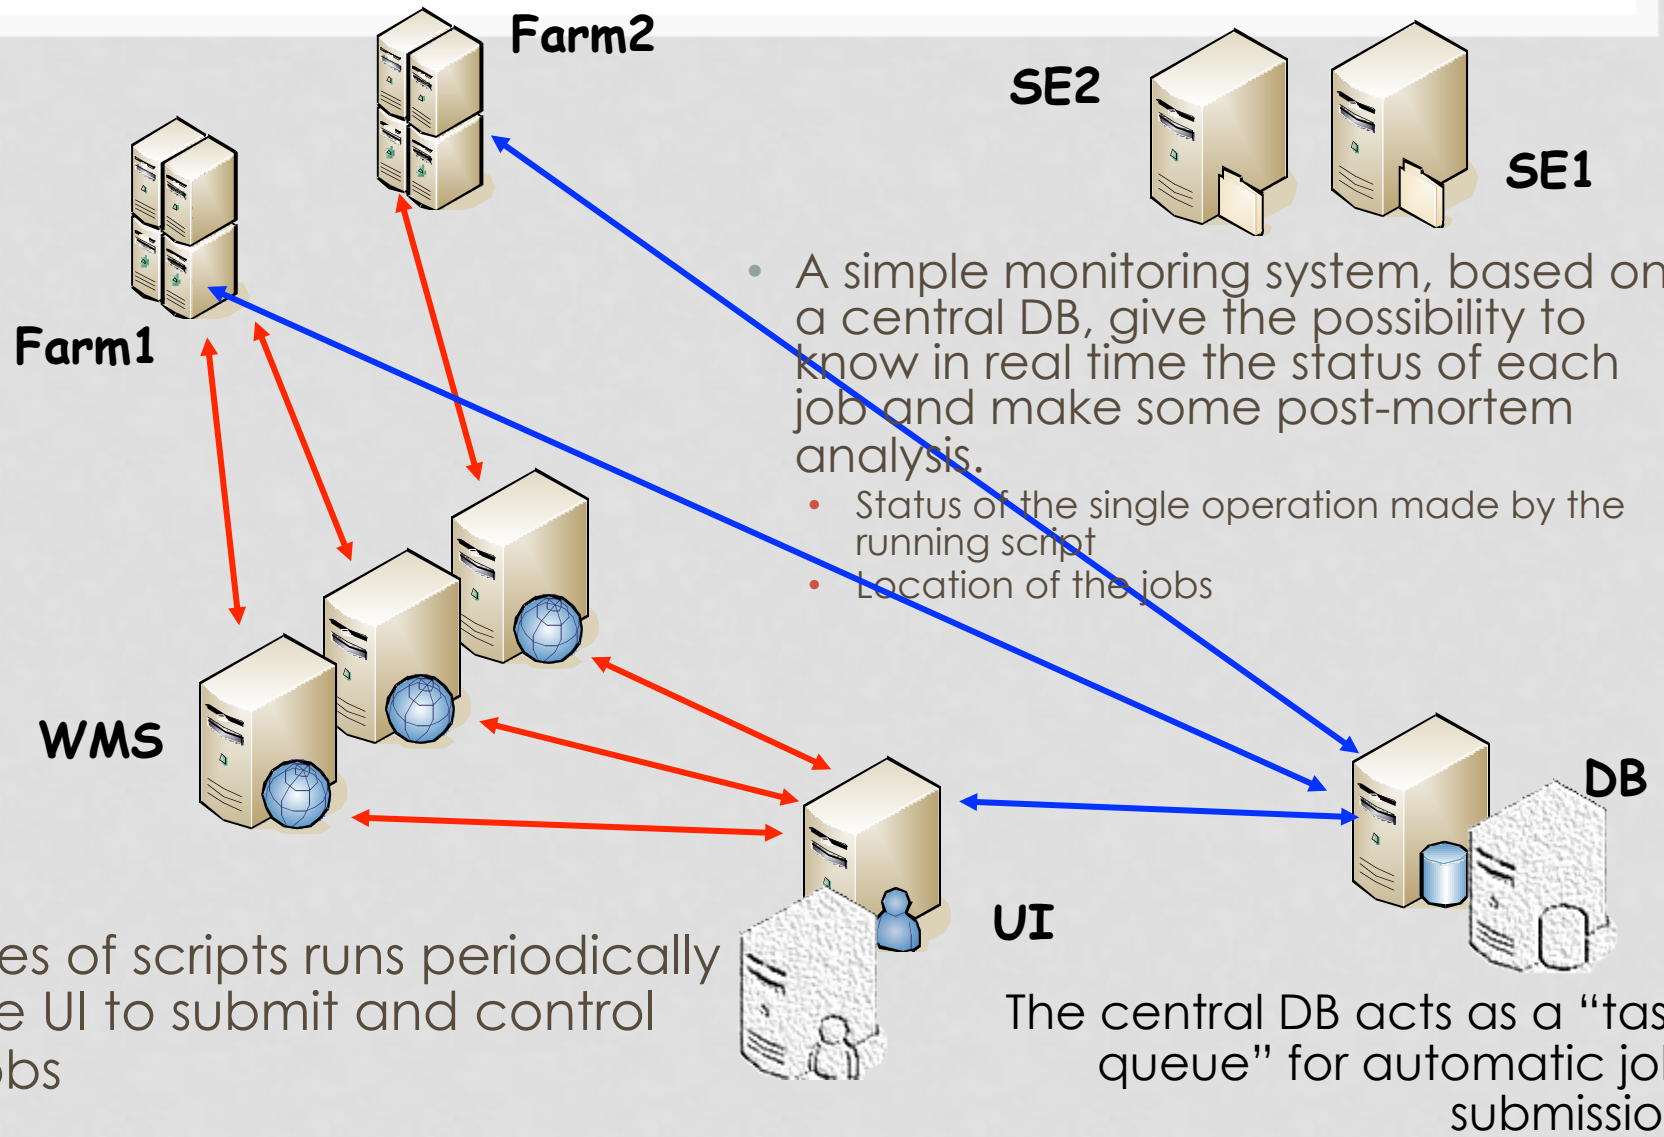 Farm2
SE2
SE1
Farm1
• A simple monitoring system, based on
a central DB, give the possibility to
know in real time the status of each
job and make some post-mortem
analysis.
• Status of the single operation made by the
running script
• Location of the jobs
WMS
DB
UI
es of scripts runs periodically
e UI to submit and control
obs
The central DB acts as a “tas
queue” for automatic jo
submissio